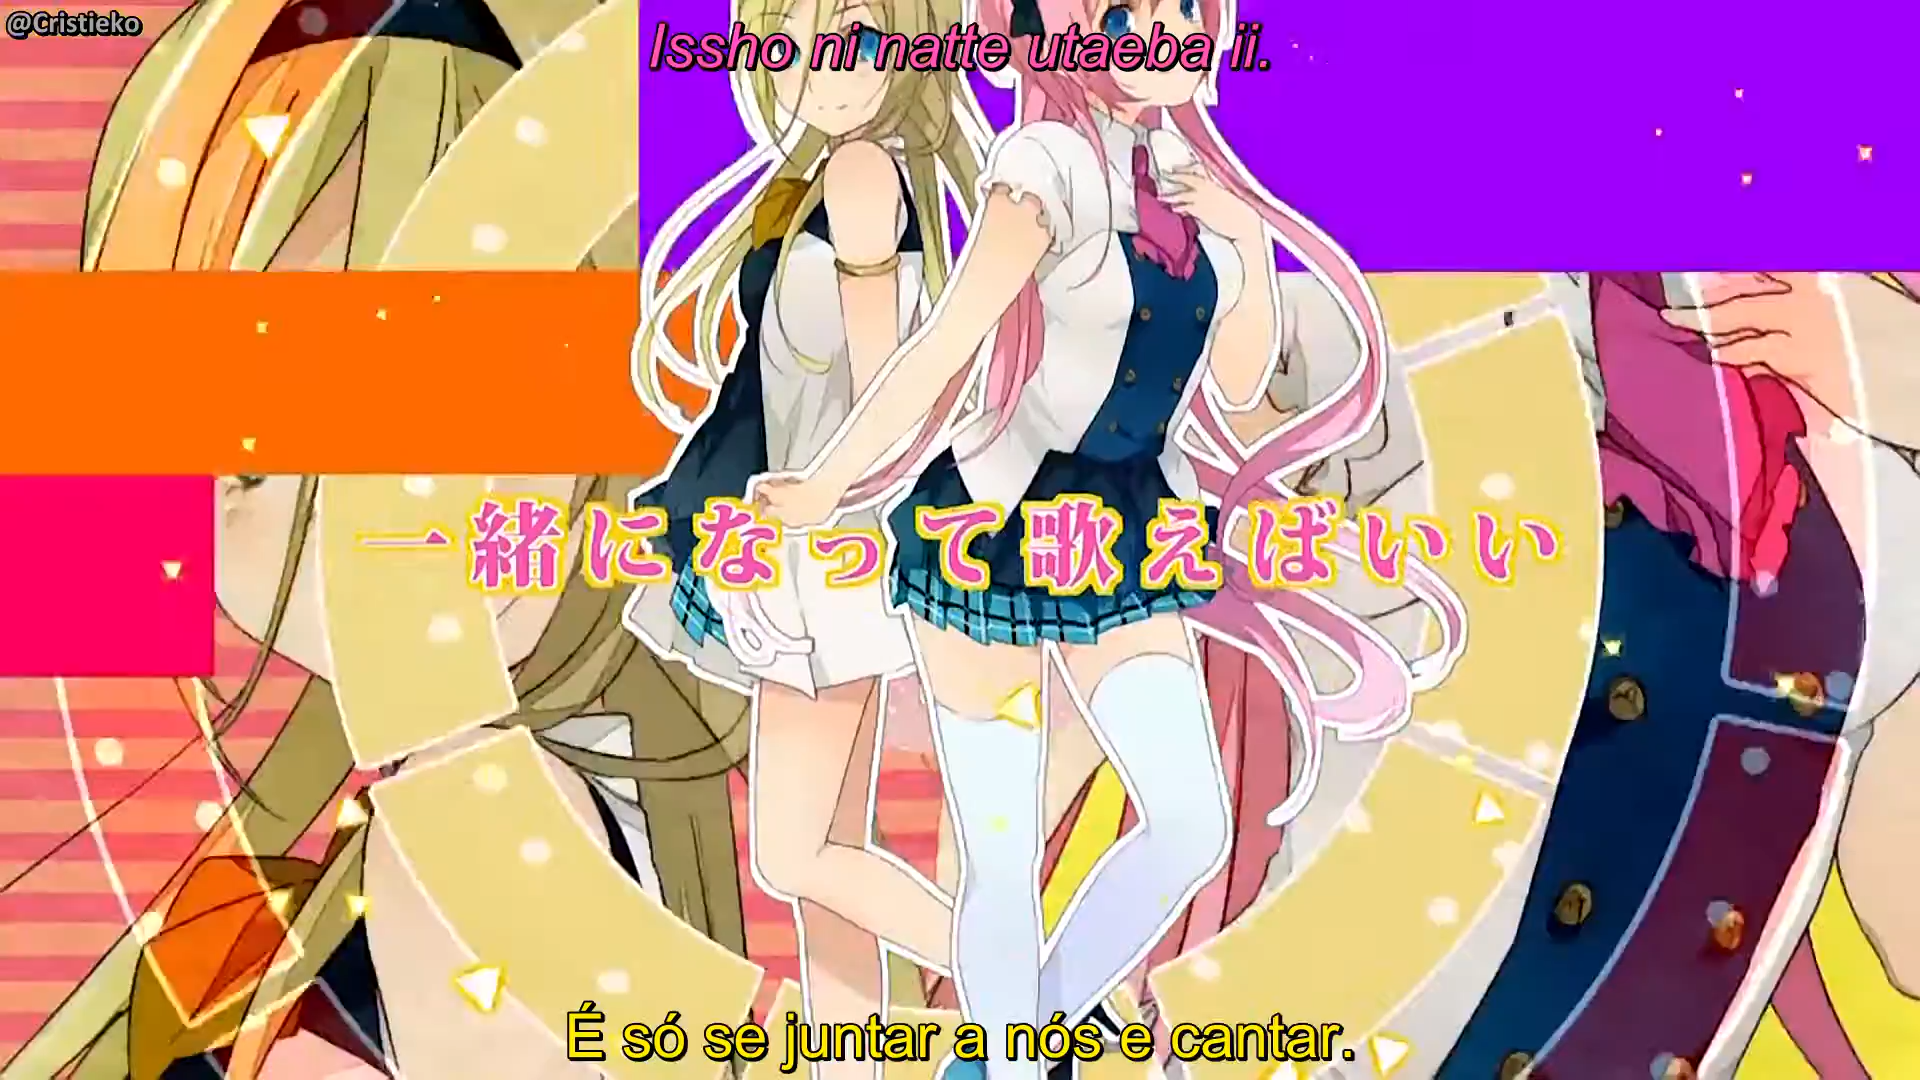 @Cristieko
Issho ni natte utaeba ii.
一緒になって歌えばいい
É só se juntar a nós e cantar.